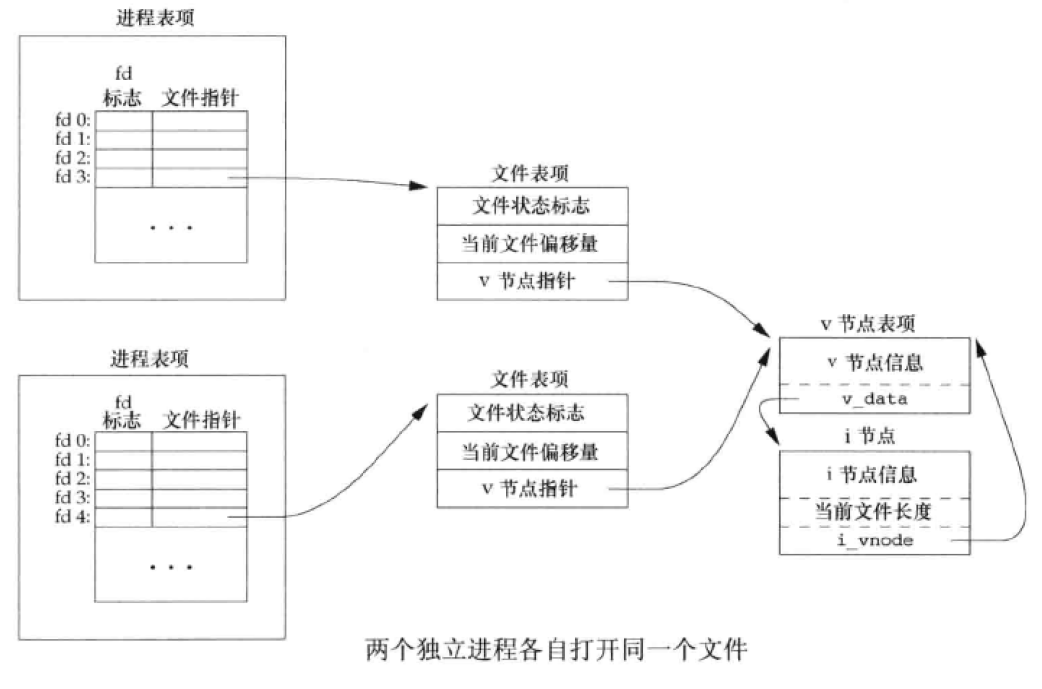 进程表项
fd
标志 文件指针
fd 0:
fd 1:
fd 2:
fd 3:
· · ·
文件表项
文件状态标志
当前文件偏移量
v 节点指针
进程表项
fd
标志 文件指针
fd 0:
fd 1:
fd 2:
fd 3:
fd 4:
· · ·
文件表项
文件状态标志
当前文件偏移量
v 节点指针
v 节点表项
v 节点信息
v_data
i 节点
i 节点信息
当前文件长度
i_vnode
两个独立进程各自打开同一个文件